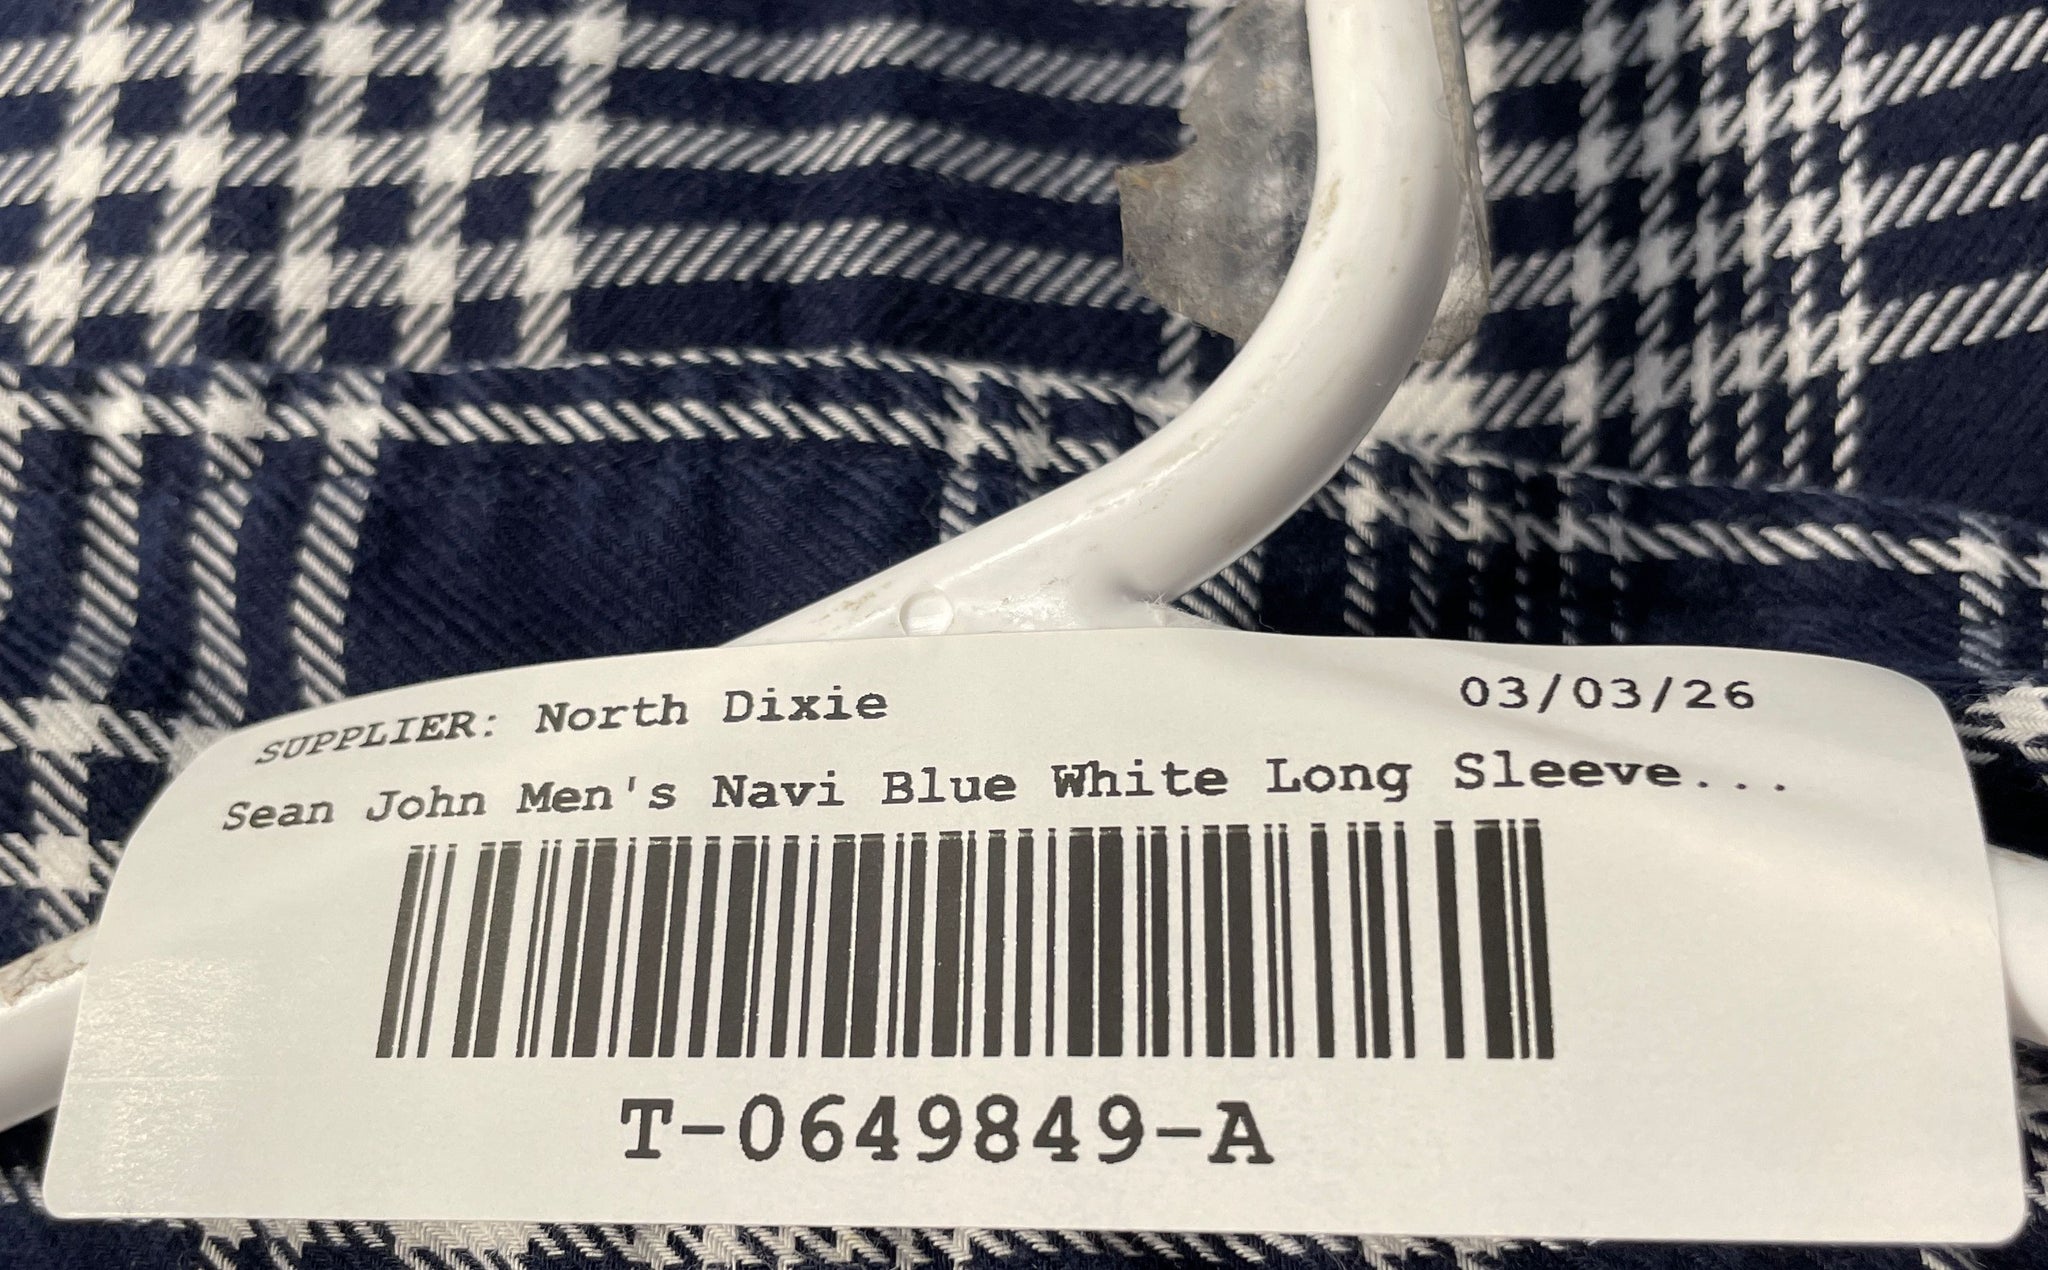 SUPPLIER: North Dixie 03/03/26
Sean John Men's Navi Blue White Long Sleeve...
T-0649849-A